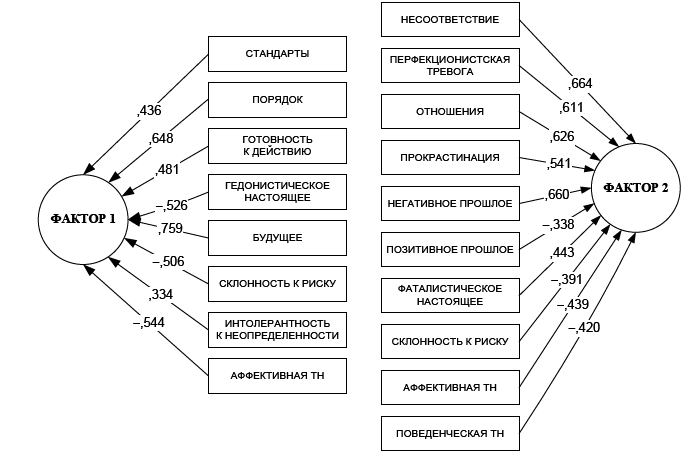 СТАНДАРТЫ
ПОРЯДОК
ГОТОВНОСТЬ
К ДЕЙСТВИЮ
ГЕДОНИСТИЧЕСКОЕ
НАСТОЯЩЕЕ
БУДУЩЕЕ
СКЛОННОСТЬ К РИСКУ
ИНТОЛЕРАНТНОСТЬ
К НЕОПРЕДЕЛЕННОСТИ
АФФЕКТИВНАЯ ТН
ФАКТОР 1
,436
,648
,481
–,526
,759
–,506
,334
–,544
НЕСООТВЕТСТВИЕ
ПЕРФЕКЦИОНИСТСКАЯ
ТРЕВОГА
ОТНОШЕНИЯ
ПРОКРАСТИНАЦИЯ
НЕГАТИВНОЕ ПРОШЛОЕ
ПОЗИТИВНОЕ ПРОШЛОЕ
ФАТАЛИСТИЧЕСКОЕ
НАСТОЯЩЕЕ
СКЛОННОСТЬ К РИСКУ
АФФЕКТИВНАЯ ТН
ПОВЕДЕНЧЕСКАЯ ТН
,664
,611
,626
,541
,660
–,338
,443
–,391
–,439
–,420
ФАКТОР 2